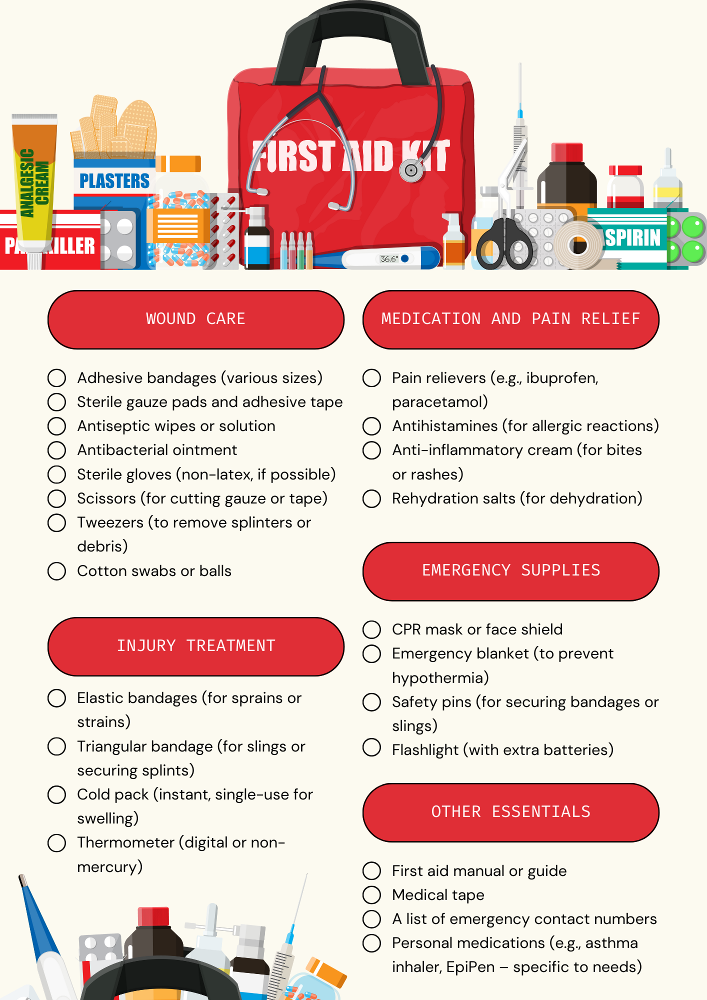 FIRST AID KIT
ANALGESIC
CREAM
PLASTERS
36.6°
SPIRIN
WOUND CARE
Adhesive bandages (various sizes)
Sterile gauze pads and adhesive tape
Antiseptic wipes or solution
Antibacterial ointment
Sterile gloves (non-latex, if possible)
Scissors (for cutting gauze or tape)
Tweezers (to remove splinters or
debris)
Cotton swabs or balls
INJURY TREATMENT
Elastic bandages (for sprains or
strains)
Triangular bandage (for slings or
securing splints)
Cold pack (instant, single-use for
swelling)
Thermometer (digital or non-
mercury)
MEDICATION AND PAIN RELIEF
Pain relievers (e.g., ibuprofen,
paracetamol)
Antihistamines (for allergic reactions)
Anti-inflammatory cream (for bites
or rashes)
Rehydration salts (for dehydration)
EMERGENCY SUPPLIES
CPR mask or face shield
Emergency blanket (to prevent
hypothermia)
Safety pins (for securing bandages or
slings)
Flashlight (with extra batteries)
OTHER ESSENTIALS
First aid manual or guide
Medical tape
A list of emergency contact numbers
Personal medications (e.g., asthma
inhaler, EpiPen – specific to needs)